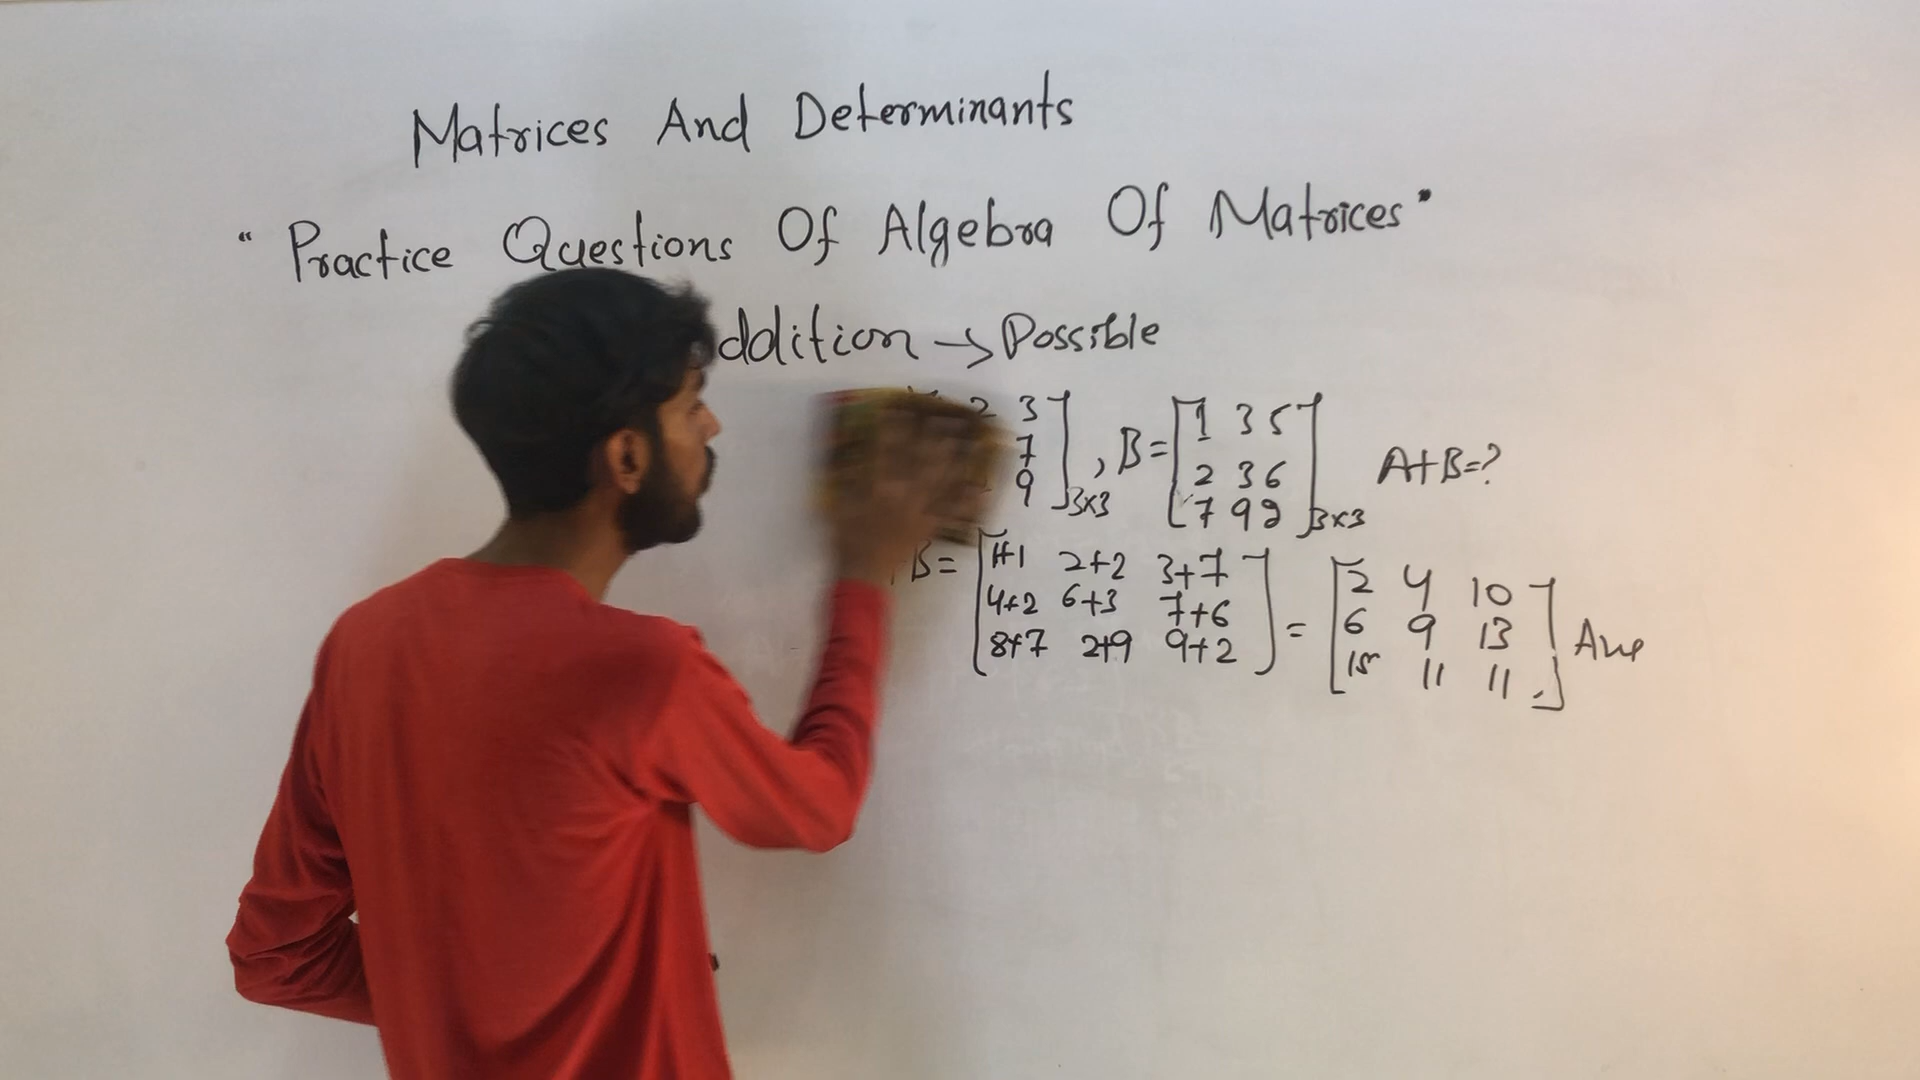 Matrices And Determinants
“ Practice Questions Of Algebra Of Matrices ”
ddition → Possible
2 3
7
9 ]3x3 , B= [1 3 5
2 3 6
7 9 2]3x3 A+B=?
B= [1+1 2+2 3+7
4+2 6+3 7+6
8+7 2+9 9+2] = [2 4 10
6 9 13
15 11 11] Ans